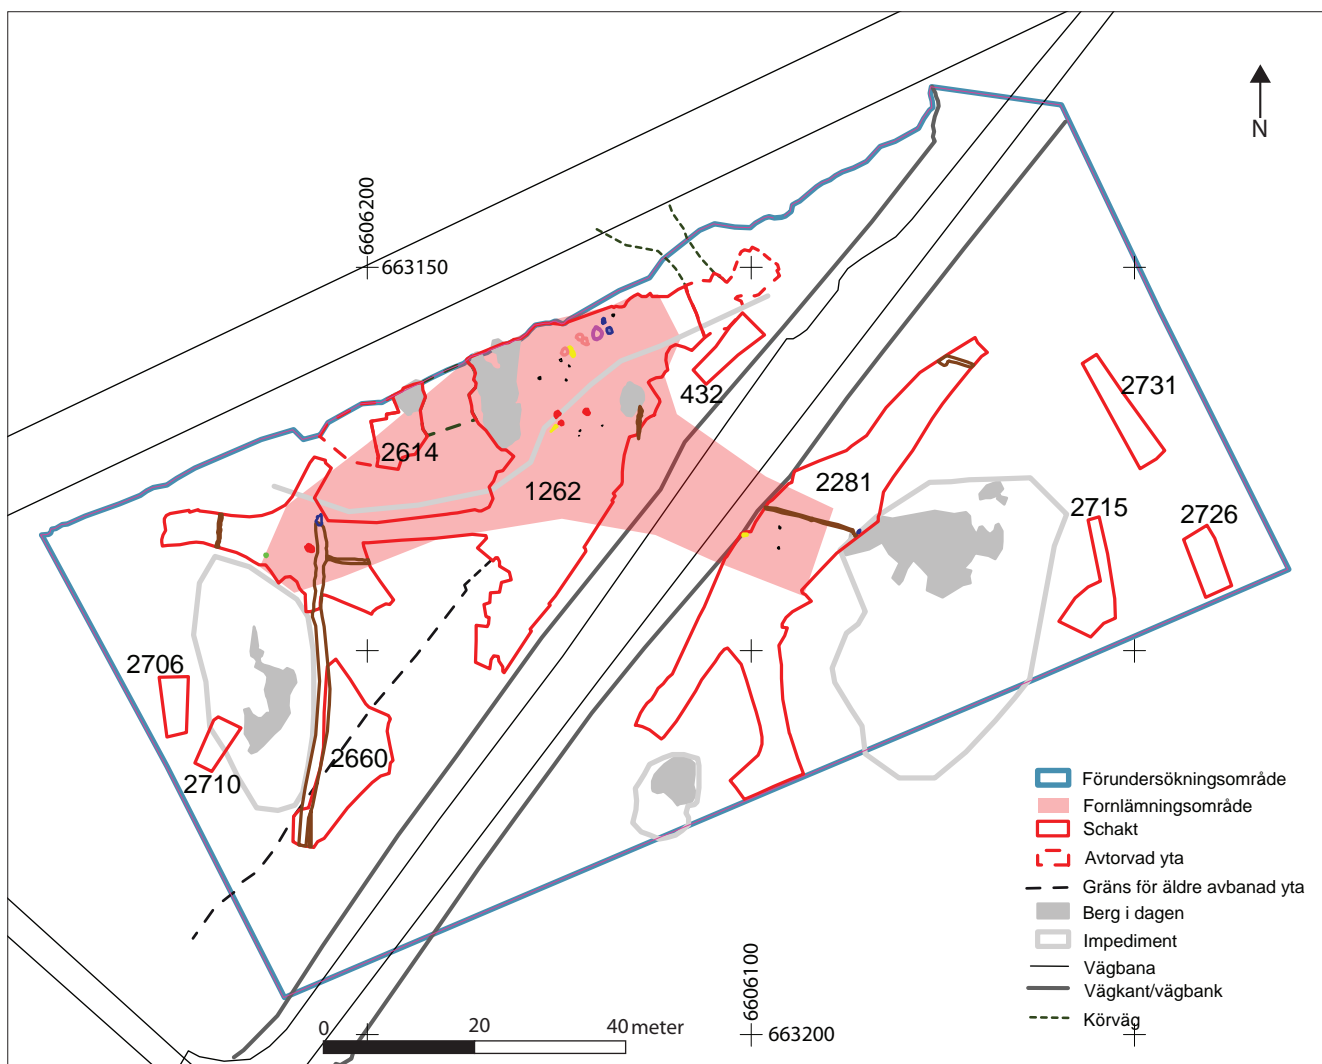 N
6606200
663150
432
2731
2614
1262
2281
2715
2726
2706
2710
2660
Förundersökningsområde
Fornlämningsområde
Schakt
Avtorvad yta
Gräns för äldre avbanad yta
Berg i dagen
Impediment
Vägbana
Vägkant/vägbank
Körväg
0 20 40 meter
6606100
663200